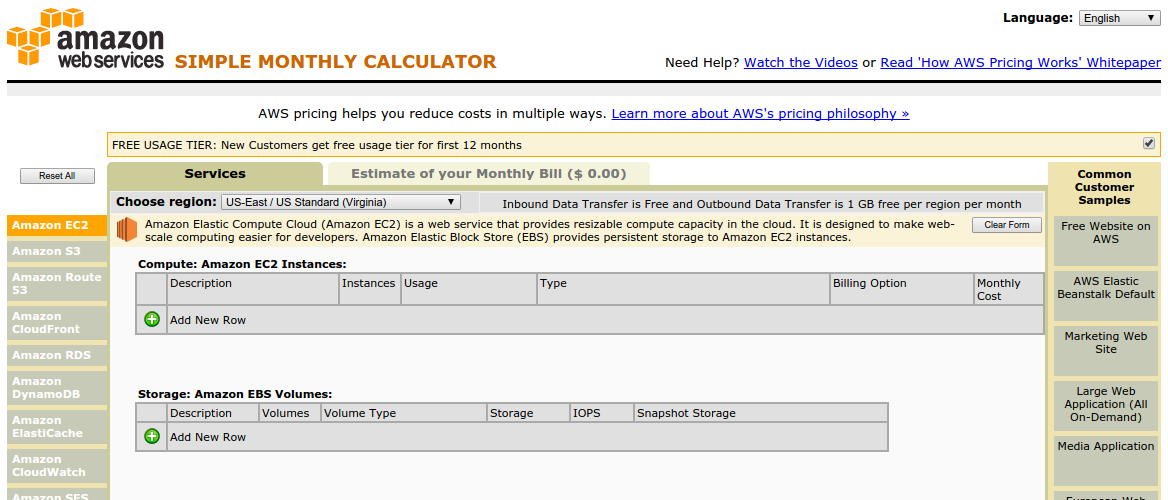 Language: English
amazon
webservices SIMPLE MONTHLY CALCULATOR
Need Help? Watch the Videos or Read 'How AWS Pricing Works' Whitepaper
AWS pricing helps you reduce costs in multiple ways. Learn more about AWS's pricing philosophy »
FREE USAGE TIER: New Customers get free usage tier for first 12 months
Reset All
Services
Estimate of your Monthly Bill ($ 0.00)
Choose region: US-East / US Standard (Virginia)
Inbound Data Transfer is Free and Outbound Data Transfer is 1 GB free per region per month
Amazon EC2
Amazon S3
Amazon Route
53
Amazon
CloudFront
Amazon RDS
Amazon
DynamoDB
Amazon
ElastiCache
Amazon
CloudWatch
Amazon SES
Amazon Elastic Compute Cloud (Amazon EC2) is a web service that provides resizable compute capacity in the cloud. It is designed to make web-
scale computing easier for developers. Amazon Elastic Block Store (EBS) provides persistent storage to Amazon EC2 instances.
Clear Form
Compute: Amazon EC2 Instances:
Description Instances Usage Type Billing Option Monthly
Cost
Add New Row
Storage: Amazon EBS Volumes:
Description Volumes Volume Type Storage IOPS Snapshot Storage
Add New Row
Common
Customer
Samples
Free Website on
AWS
AWS Elastic
Beanstalk Default
Marketing Web
Site
Large Web
Application (All
On-Demand)
Media Application
European Web